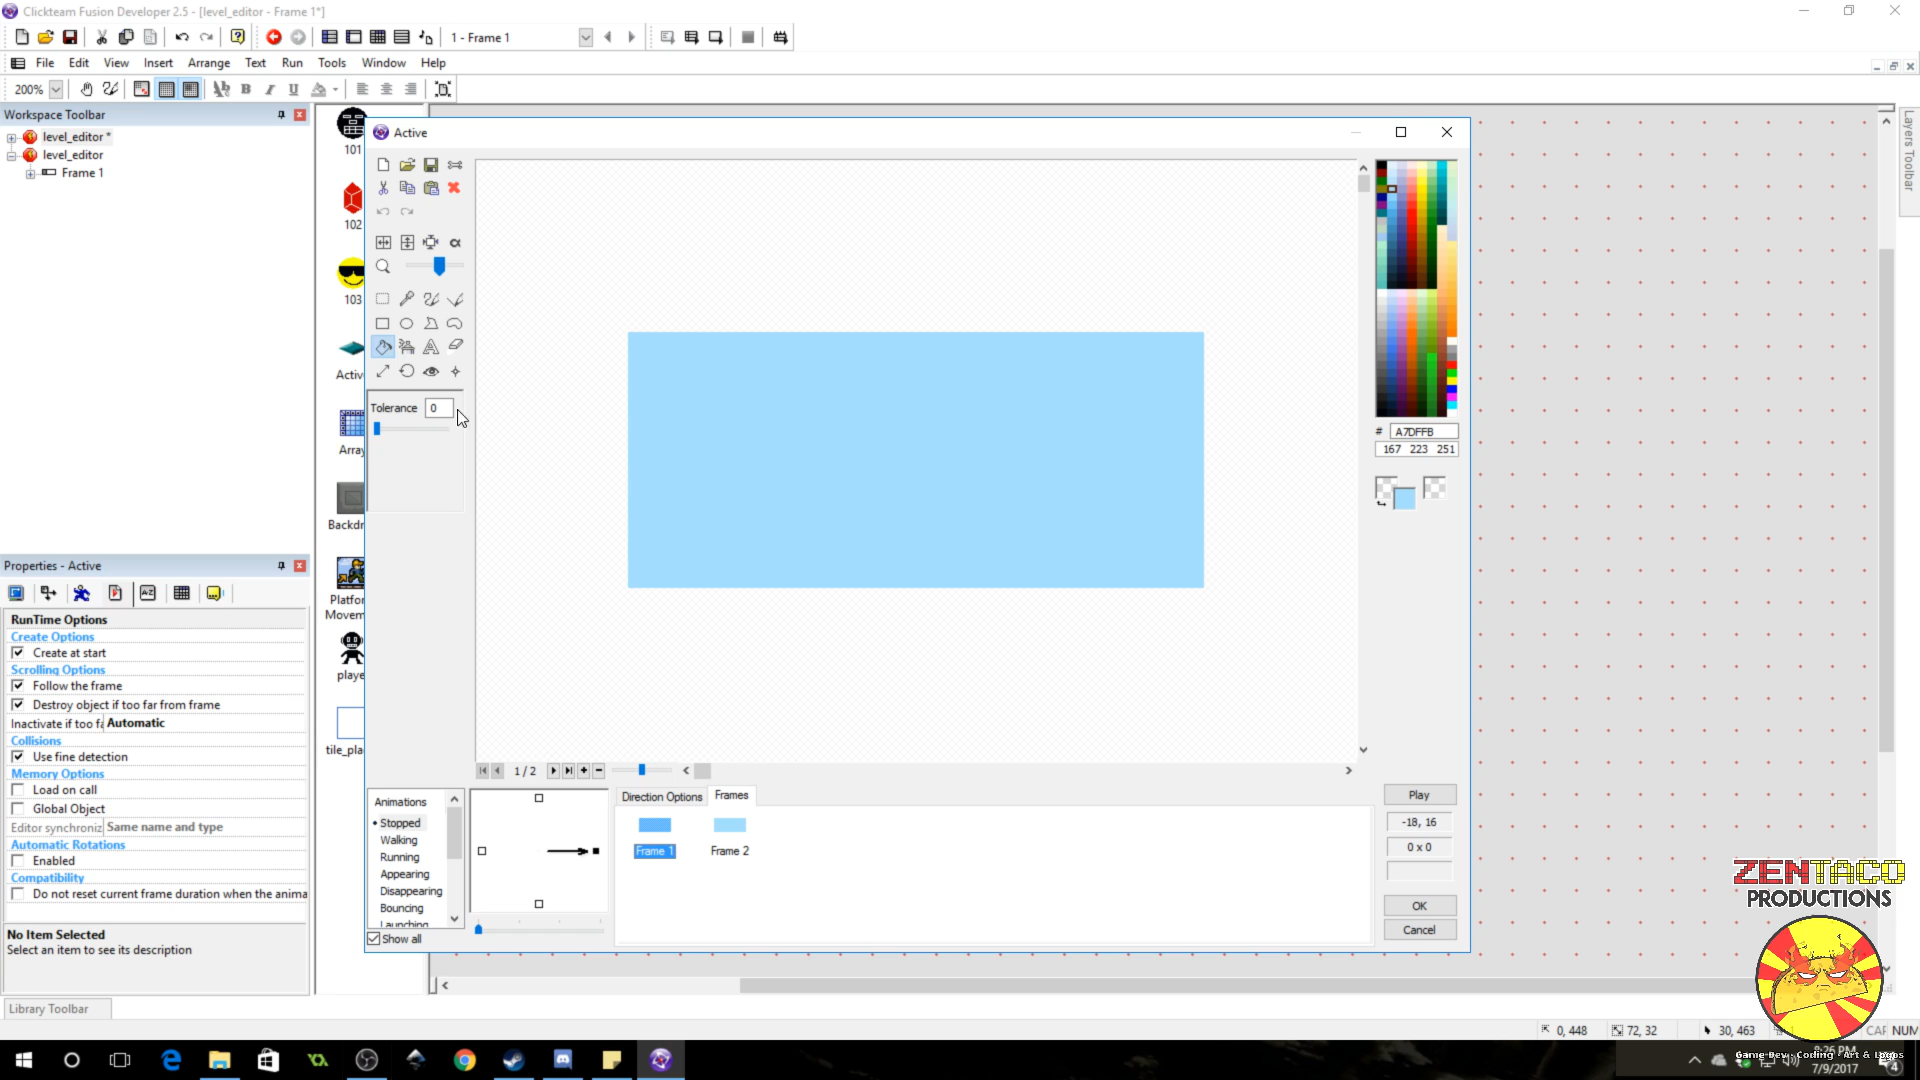 Clickteam Fusion Developer 2.5 - [level_editor - Frame 1*]
1 - Frame 1
File Edit View Insert Arrange Text Run Tools Window Help
200%
Workspace Toolbar
level_editor *
level_editor
Frame 1
101
102
103
Activ
Array
Backdr
Platfor
Movem
playe
tile_pla
Active
Tolerance 0
# A7DFFB
167 223 251
1 / 2
Animations
Stopped
Walking
Running
Appearing
Disappearing
Bouncing
Launching
Show all
Direction Options Frames
Frame 1 Frame 2
Play
-18, 16
0 x 0
OK
Cancel
Layers Toolbar
Properties - Active
RunTime Options
Create Options
Create at start
Scrolling Options
Follow the frame
Destroy object if too far from frame
Inactivate if too fa Automatic
Collisions
Use fine detection
Memory Options
Load on call
Global Object
Editor synchroniz Same name and type
Automatic Rotations
Enabled
Compatibility
Do not reset current frame duration when the anima
No Item Selected
Select an item to see its description
Library Toolbar
0, 448 72, 32 30, 463 CAP NUM
ZENTACO
PRODUCTIONS
Game Dev - Coding - Art & Logos
8:26 PM
7/9/2017
4